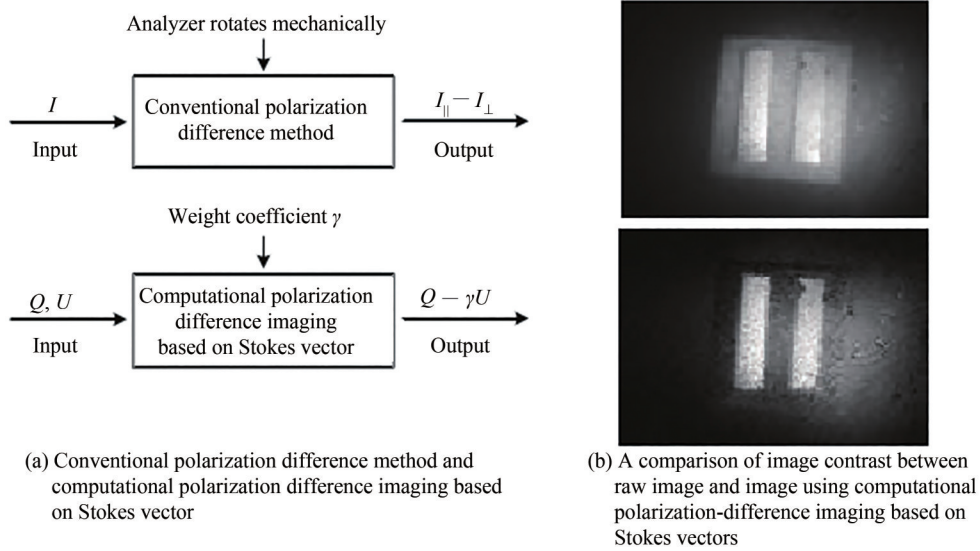 Analyzer rotates mechanically
I
Input
Conventional polarization
difference method
I∥ − I⊥
Output
Weight coefficient γ
Q, U
Input
Computational polarization
difference imaging
based on Stokes vector
Q − γU
Output
(a) Conventional polarization difference method and
computational polarization difference imaging based
on Stokes vector
(b) A comparison of image contrast between
raw image and image using computational
polarization-difference imaging based on
Stokes vectors